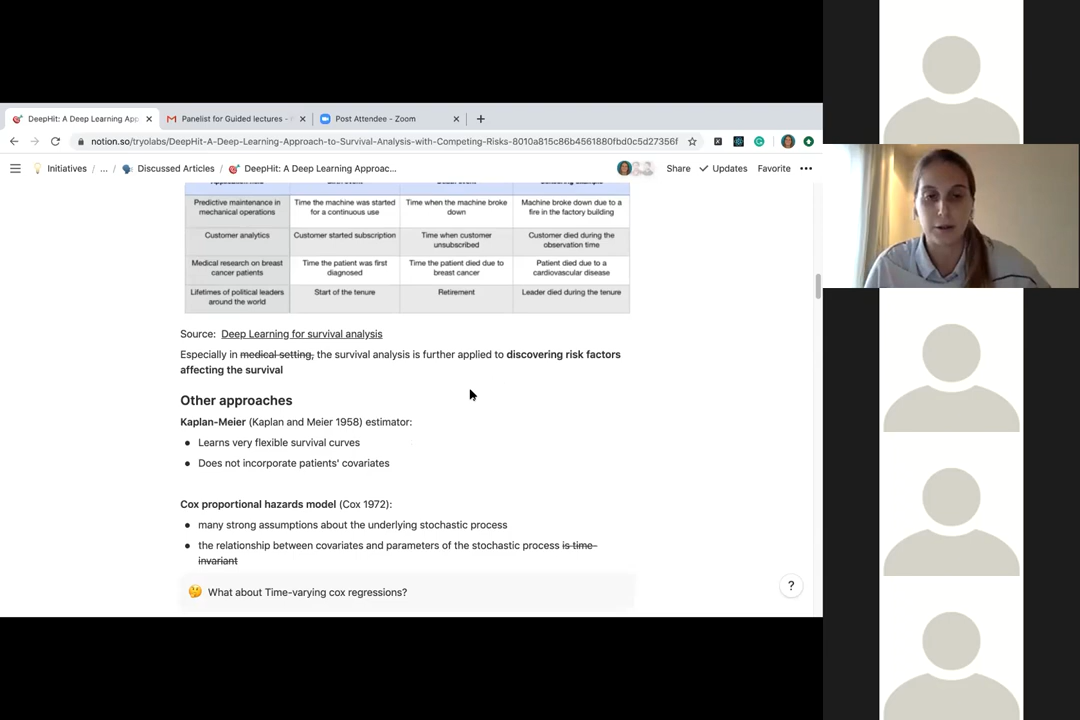 DeepHit: A Deep Learning App
Panelist for Guided lectures -
Post Attendee - Zoom
notion.so/tryolabs/DeepHit-A-Deep-Learning-Approach-to-Survival-Analysis-with-Competing-Risks-8010a815c86b4561880fbd0c5d27356f
Initiatives / ... / Discussed Articles / DeepHit: A Deep Learning Approac...
Share Updates Favorite
Predictive maintenance in mechanical operations
Time the machine was started for a continuous use
Time when the machine broke down
Machine broke down due to a fire in the factory building
Customer analytics
Customer started subscription
Time when customer unsubscribed
Customer died during the observation time
Medical research on breast cancer patients
Time the patient was first diagnosed
Time the patient died due to breast cancer
Patient died due to a cardiovascular disease
Lifetimes of political leaders around the world
Start of the tenure
Retirement
Leader died during the tenure
Source: Deep Learning for survival analysis
Especially in medical setting, the survival analysis is further applied to discovering risk factors
affecting the survival
Other approaches
Kaplan-Meier (Kaplan and Meier 1958) estimator:
• Learns very flexible survival curves
• Does not incorporate patients' covariates
Cox proportional hazards model (Cox 1972):
• many strong assumptions about the underlying stochastic process
• the relationship between covariates and parameters of the stochastic process is time-
invariant
🤔 What about Time-varying cox regressions?
?